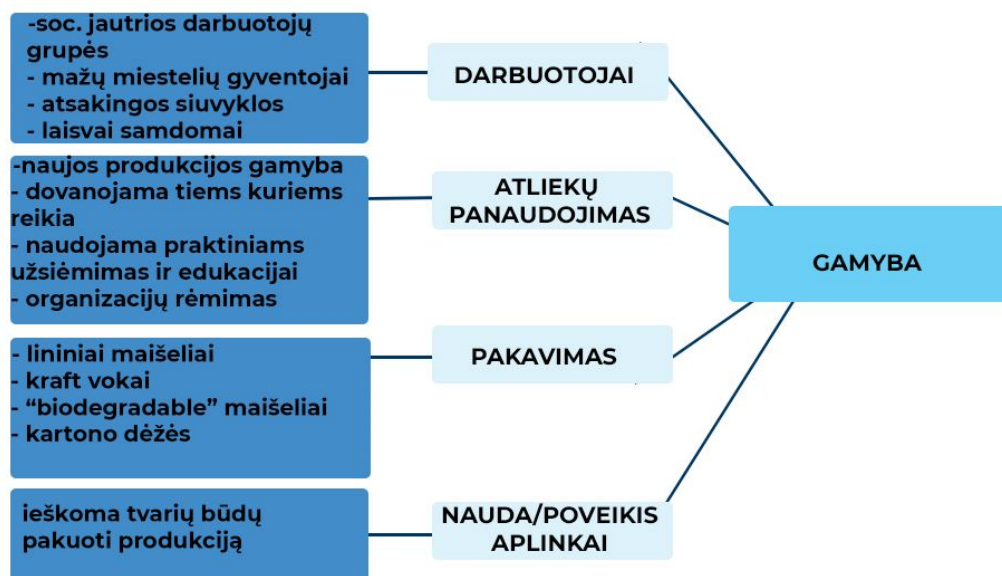 -soc. jautrios darbuotojų
grupės
- mažų miestelių gyventojai
- atsakingos siuvyklos
- laisvai samdomai
DARBUOTOJAI
-naujos produkcijos gamyba
- dovanojama tiems kuriems
reikia
- naudojama praktiniams
užsiėmimas ir edukacijai
- organizacijų rėmimas
ATLIEKŲ
PANAUDOJIMAS
GAMYBA
- lininiai maišeliai
- kraft vokai
- “biodegradable” maišeliai
- kartono dėžės
PAKAVIMAS
ieškoma tvarių būdų
pakuoti produkciją
NAUDA/POVEIKIS
APLINKAI